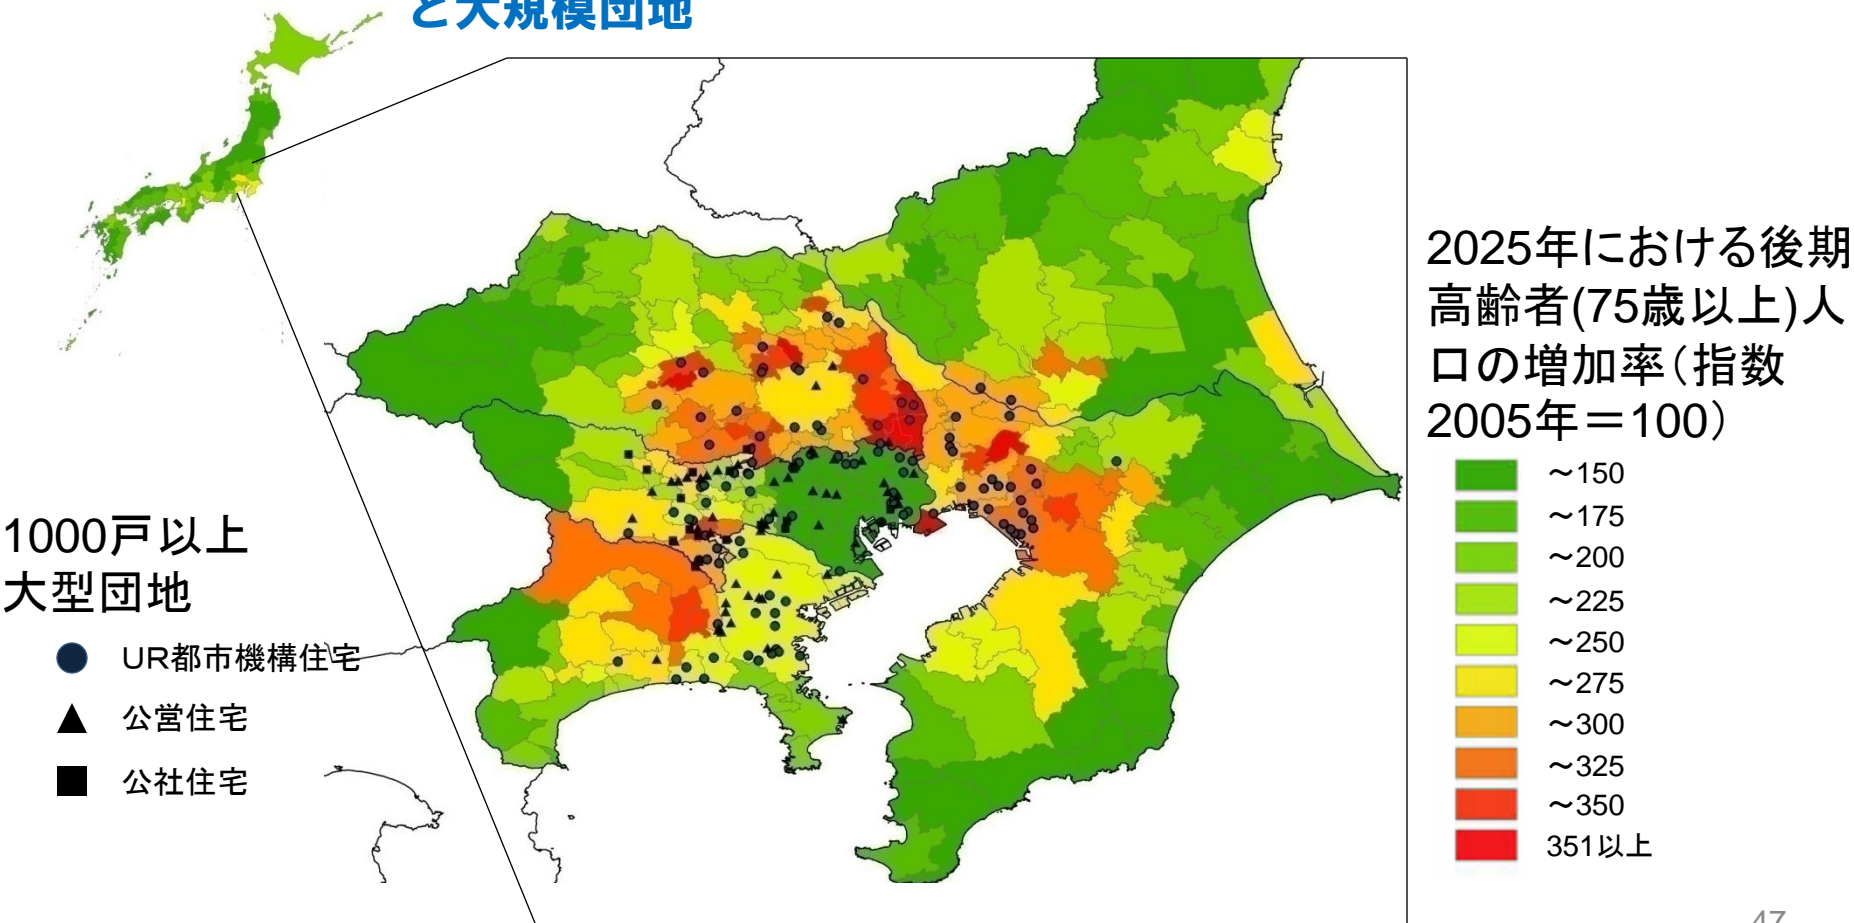 と大規模団地
2025年における後期
高齢者(75歳以上)人
口の増加率（指数
2005年＝100）
～150
～175
～200
～225
～250
～275
～300
～325
～350
351以上
1000戸以上
大型団地
UR都市機構住宅
公営住宅
公社住宅
47